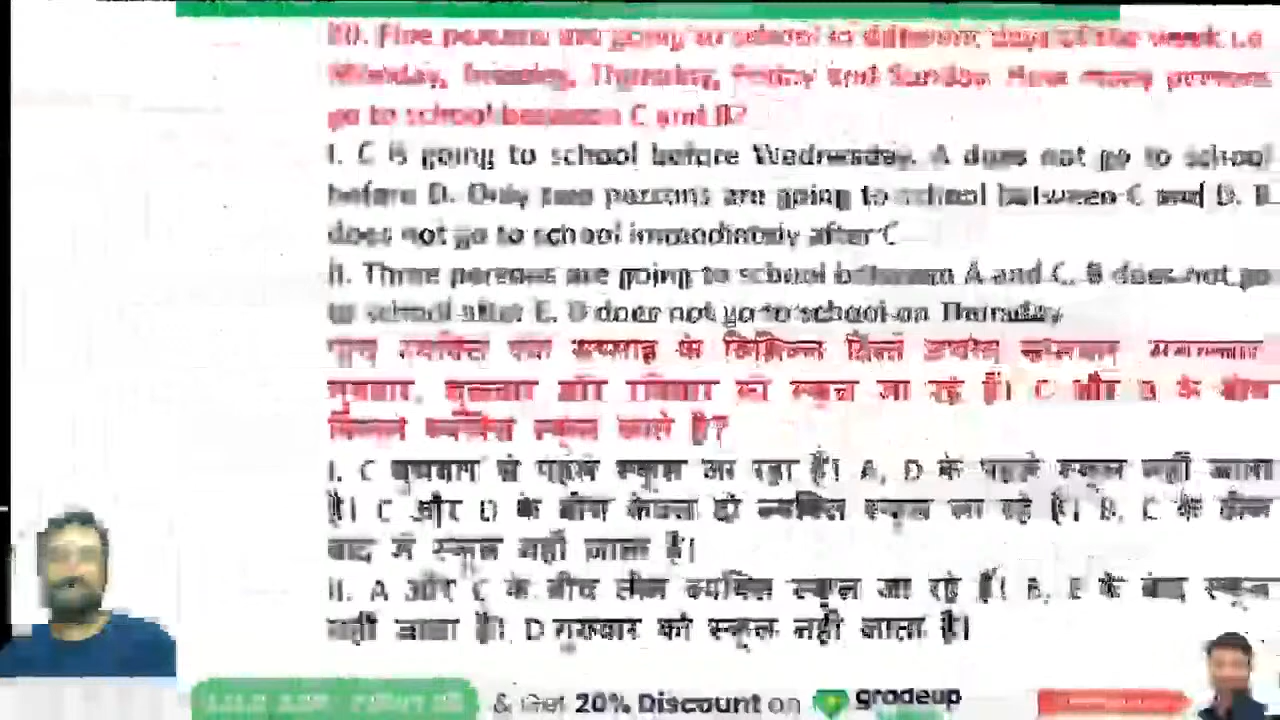 Five persons are going to school in different days of the week i.e
Monday, Tuesday, Thursday, Friday and Sunday. How many persons
go to school between C and B?
I. C is going to school before Wednesday. A does not go to school
before D. Only two persons are going to school between C and D. B
does not go to school immediately after C
II. Three persons are going to school between A and C. B does not go
to school after E. D does not go to school on Thursday
सप्ताह के विभिन्न दिनों
गुरुवार, शुक्रवार और रविवार को स्कूल जा रहे हैं। C और B के बीच
कितने व्यक्ति स्कूल जाते है?
I. C बुधवार से पहले स्कूल जा रहा है। A, D के पहले स्कूल नहीं जाता
है। C और D के बीच केवल दो व्यक्ति स्कूल जा रहे हैं। B, C के ठीक
बाद में स्कूल नहीं जाता है।
II. A और C के बीच तीन व्यक्ति स्कूल जा रहे हैं। B, E के बाद स्कूल
नहीं जाता है। D गुरुवार को स्कूल नहीं जाता है।
& Get 20% Discount on gradeup